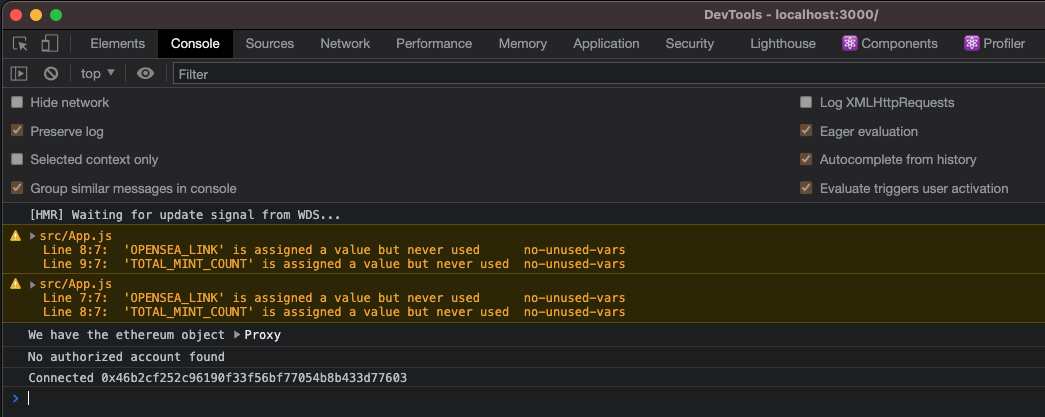 DevTools - localhost:3000/
Elements Console Sources Network Performance Memory Application Security Lighthouse Components Profiler
top Filter
Hide network Log XMLHttpRequests
Preserve log Eager evaluation
Selected context only Autocomplete from history
Group similar messages in console Evaluate triggers user activation
[HMR] Waiting for update signal from WDS...
src/App.js
Line 8:7: 'OPENSEA_LINK' is assigned a value but never used no-unused-vars
Line 9:7: 'TOTAL_MINT_COUNT' is assigned a value but never used no-unused-vars
src/App.js
Line 7:7: 'OPENSEA_LINK' is assigned a value but never used no-unused-vars
Line 8:7: 'TOTAL_MINT_COUNT' is assigned a value but never used no-unused-vars
We have the ethereum object Proxy
No authorized account found
Connected 0x46b2cf252c96190f33f56bf77054b8b433d77603